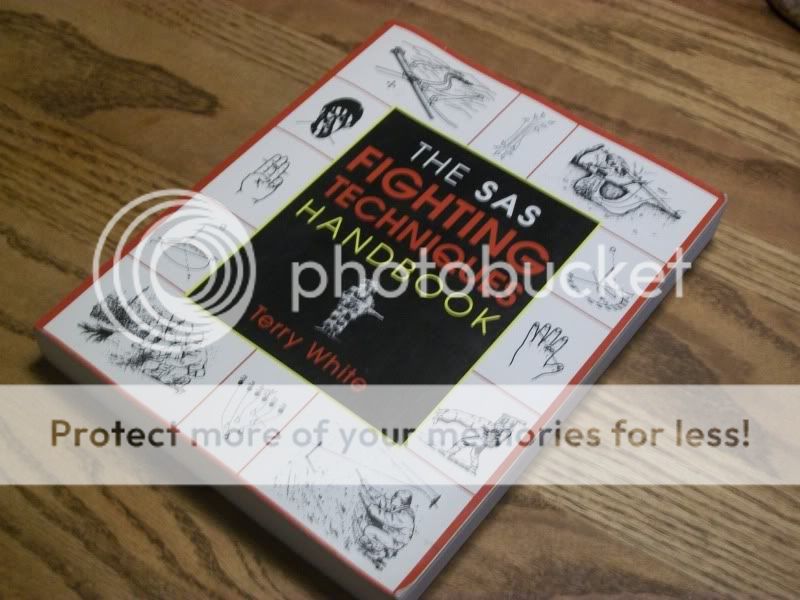 THE SAS
FIGHTING
TECHNIQUES
HANDBOOK
Terry White
photobucket
Protect more of your memories for less!